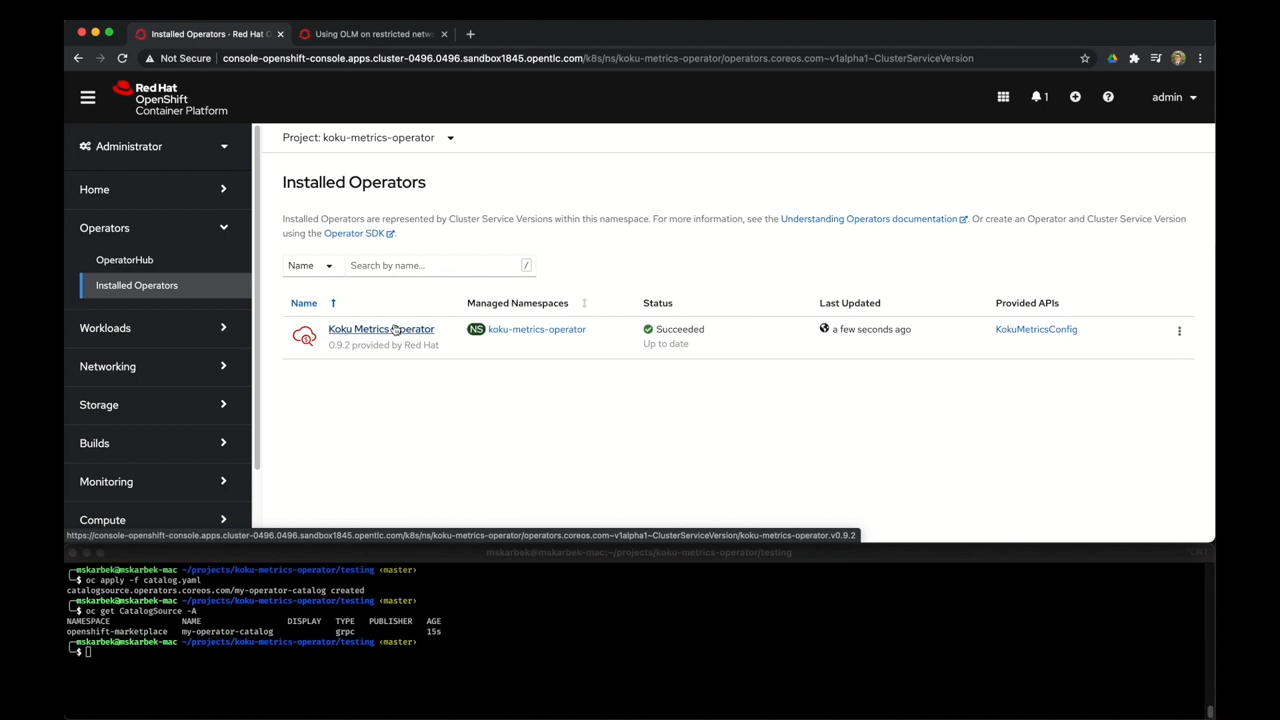 Installed Operators - Red Hat O
Using OLM on restricted netw
Not Secure
console-openshift-console.apps.cluster-0496.0496.sandbox1845.opentlc.com/k8s/ns/koku-metrics-operator/operators.coreos.com~v1alpha1~ClusterServiceVersion
Red Hat
OpenShift
Container Platform
1
admin
Administrator
Home
Operators
OperatorHub
Installed Operators
Workloads
Networking
Storage
Builds
Monitoring
Compute
Project: koku-metrics-operator
Installed Operators
Installed Operators are represented by Cluster Service Versions within this namespace. For more information, see the Understanding Operators documentation. Or create an Operator and Cluster Service Version
using the Operator SDK.
Name
Search by name...
/
Name Managed Namespaces Status Last Updated Provided APIs
Koku Metrics Operator NS koku-metrics-operator Succeeded a few seconds ago KokuMetricsConfig
0.9.2 provided by Red Hat Up to date
https://console-openshift-console.apps.cluster-0496.0496.sandbox1845.opentlc.com/k8s/ns/koku-metrics-operator/operators.coreos.com~v1alpha1~ClusterServiceVersion/koku-metrics-operator.v0.9.2
mskarbek@mskarbek-mac:~/projects/koku-metrics-operator/testing
mskarbek@mskarbek-mac ~/projects/koku-metrics-operator/testing ‹master›
$ oc apply -f catalog.yaml
catalogsource.operators.coreos.com/my-operator-catalog created
mskarbek@mskarbek-mac ~/projects/koku-metrics-operator/testing ‹master›
$ oc get CatalogSource -A
NAMESPACE NAME DISPLAY TYPE PUBLISHER AGE
openshift-marketplace my-operator-catalog grpc 15s
mskarbek@mskarbek-mac ~/projects/koku-metrics-operator/testing ‹master›
$